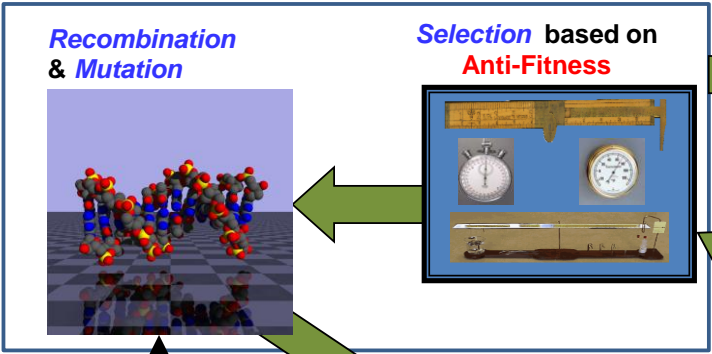 Recombination
& Mutation
Selection based on
Anti-Fitness